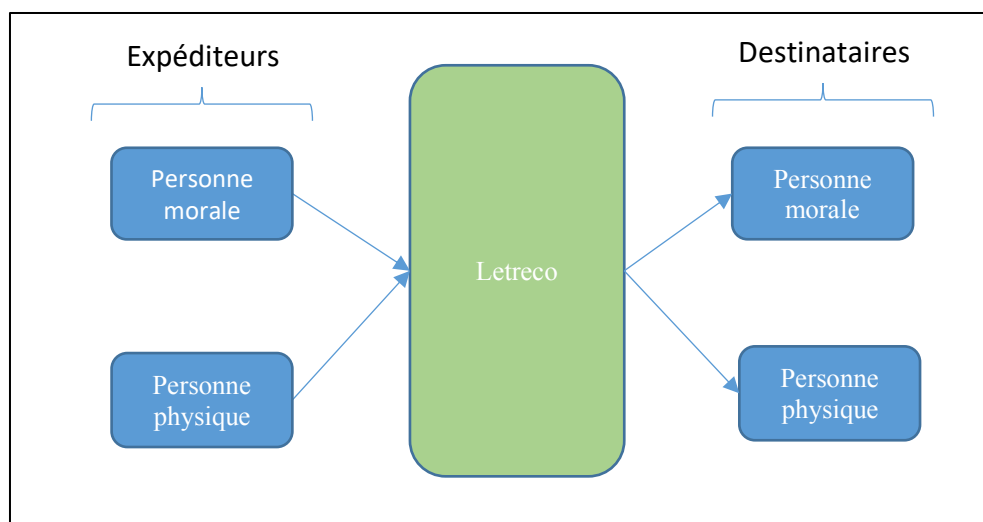 Expéditeurs
Destinataires
Personne
morale
Personne
morale
Letreco
Personne
physique
Personne
physique